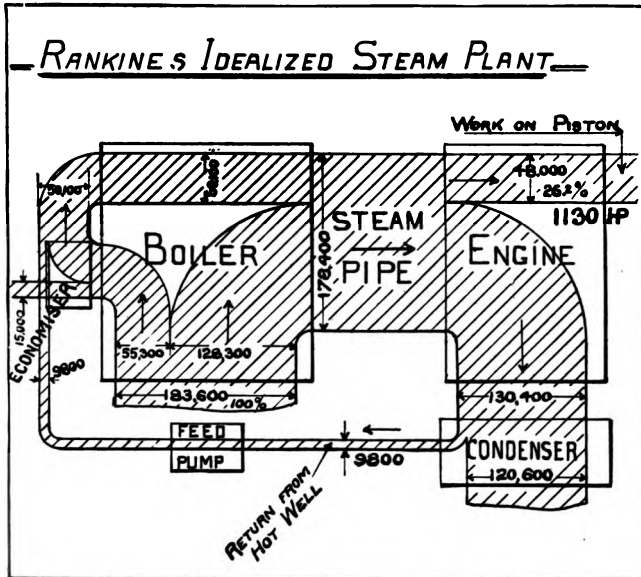 RANKINE.S IDEALIZED STEAM PLANT
WORK ON PISTON
50,100
48,000
26.2%
1130 HP
BOILER
STEAM
PIPE
178,400
ENGINE
ECONOMISER
15,000
9800
55,300
128,300
183,600
100%
130,400
FEED
PUMP
9800
CONDENSER
120,600
RETURN FROM
HOT WELL